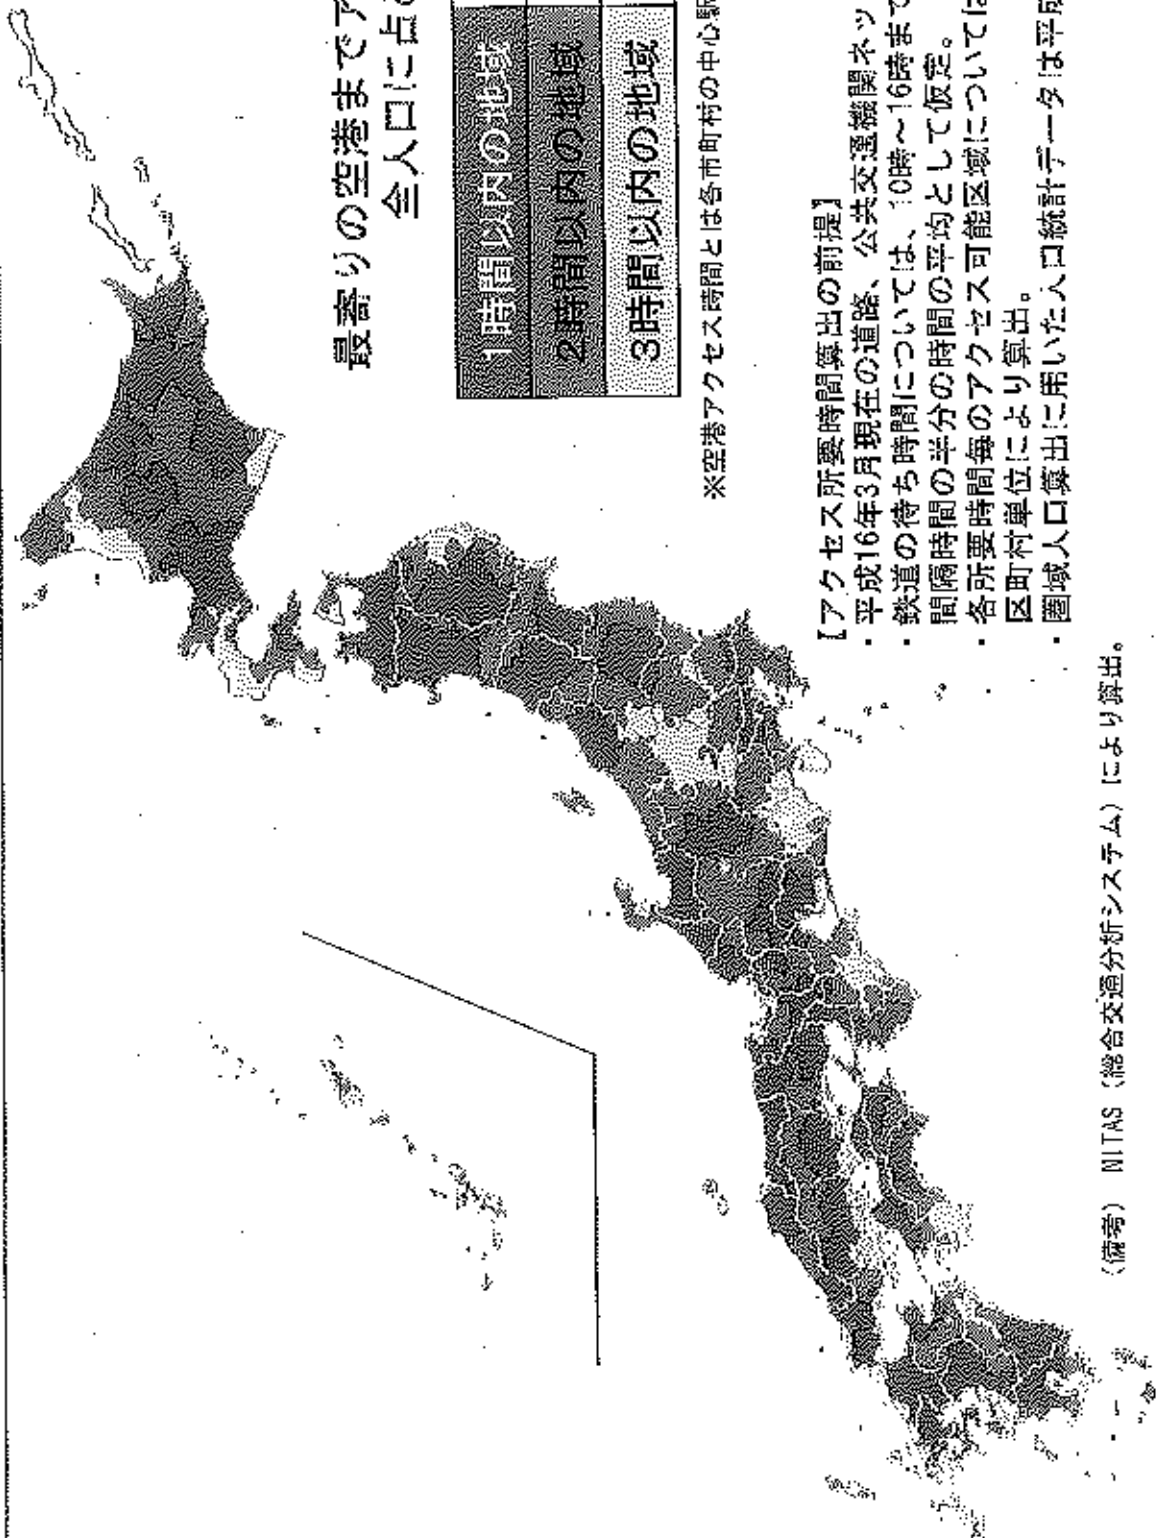 最寄りの空港までア
全人口に占め
1時間以内の地域
2時間以内の地域
3時間以内の地域
※空港アクセス時間とは各市町村の中心駅
【アクセス所要時間算出の前提】
・平成16年3月現在の道路、公共交通機関ネッ
・鉄道の待ち時間については、10時~16時まで
間隔時間の半分の時間の平均として仮定。
・各所要時間毎のアクセス可能区域については
区町村単位により算出。
・圏域人口算出に用いた人口統計データは平成
(備考) NITAS(総合交通分析システム)により算出。